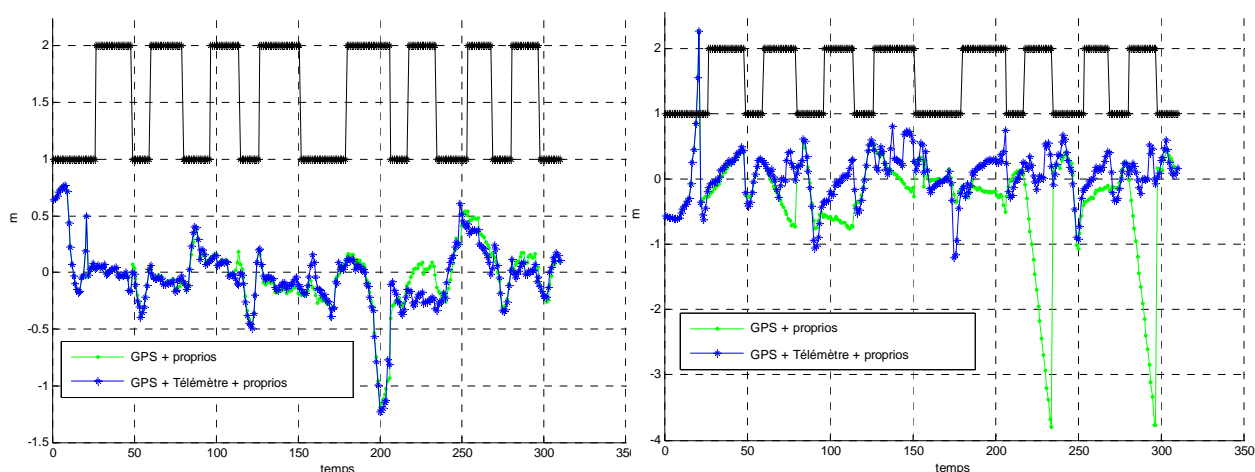 2
1.5
1
m
0.5
0
-0.5
-1
-1.5
GPS + proprios
GPS + Télémètre + proprios
0 50 100 150 200 250 300 350
temps
2
1
0
m
-1
-2
-3
-4
GPS + proprios
GPS + Télémètre + proprios
0 50 100 150 200 250 300 350
temps